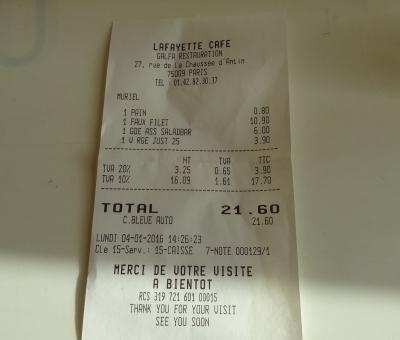 LAFAYETTE CAFE
GALFA RESTAURATION
27, rue de La Chaussée d'Antin
75009 PARIS
TEL : 01.42.82.30.37
MURIEL
1 PAIN 0.80
1 FAUX FILET 10.90
1 GDE ASS SALADBAR 6.00
1 V RGE JUST 25 3.90
HT TVA TTC
TVA 20% 3.25 0.65 3.90
TVA 10% 16.09 1.61 17.70
TOTAL 21.60
C.BLEUE AUTO 21.60
LUNDI 04-01-2016 14:26:23
CLe 15-Serv.: 15-CAISSE 7-NOTE 000129/1
MERCI DE VOTRE VISITE
A BIENTOT
RCS 319 721 601 00015
THANK YOU FOR YOUR VISIT
SEE YOU SOON